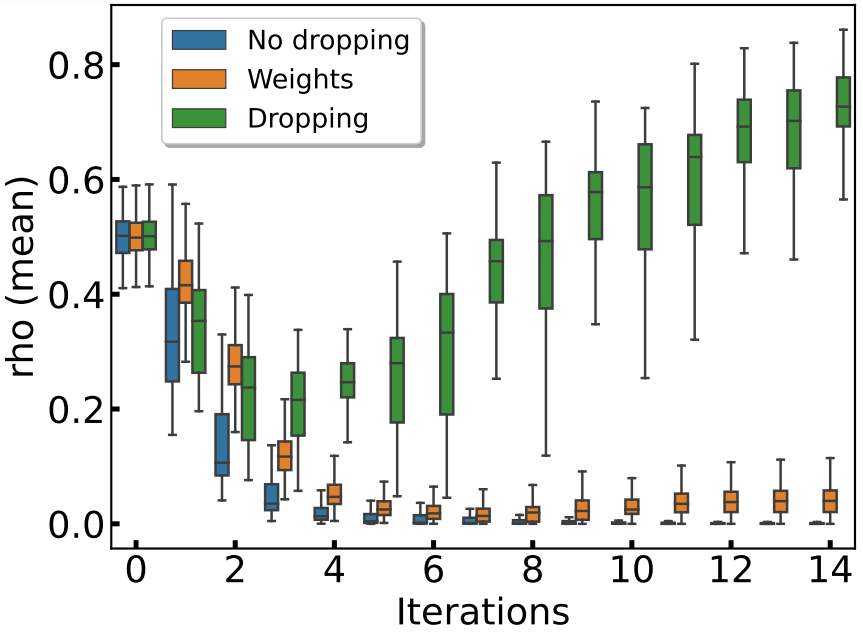 No dropping
Weights
Dropping
rho (mean)
0.8
0.6
0.4
0.2
0.0
0 2 4 6 8 10 12 14
Iterations